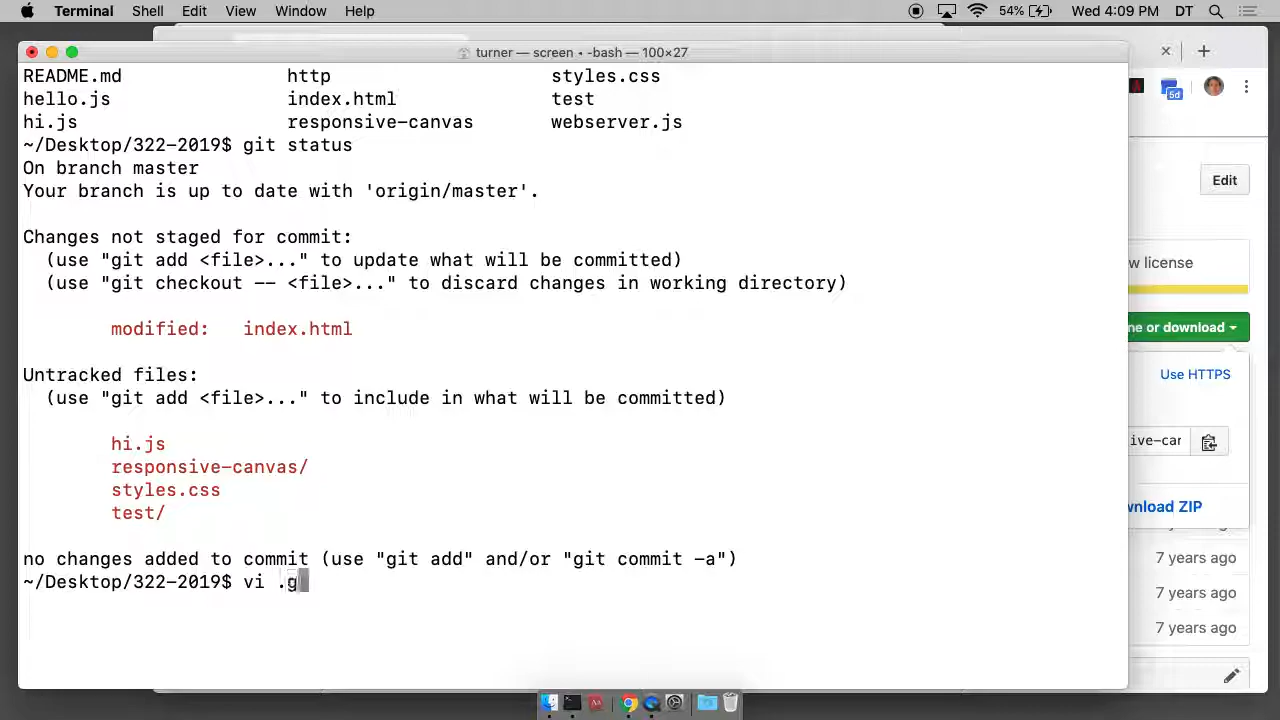 Terminal Shell Edit View Window Help 54% Wed 4:09 PM DT
turner — screen • -bash — 100×27
README.md http styles.css
hello.js index.html test
hi.js responsive-canvas webserver.js
~/Desktop/322-2019$ git status
On branch master
Your branch is up to date with 'origin/master'.
Changes not staged for commit:
(use "git add <file>..." to update what will be committed)
(use "git checkout -- <file>..." to discard changes in working directory)
modified: index.html
Untracked files:
(use "git add <file>..." to include in what will be committed)
hi.js
responsive-canvas/
styles.css
test/
no changes added to commit (use "git add" and/or "git commit -a")
~/Desktop/322-2019$ vi .g
5d
Edit
w license
ne or download
Use HTTPS
ive-car
wnload ZIP
7 years ago
7 years ago
7 years ago